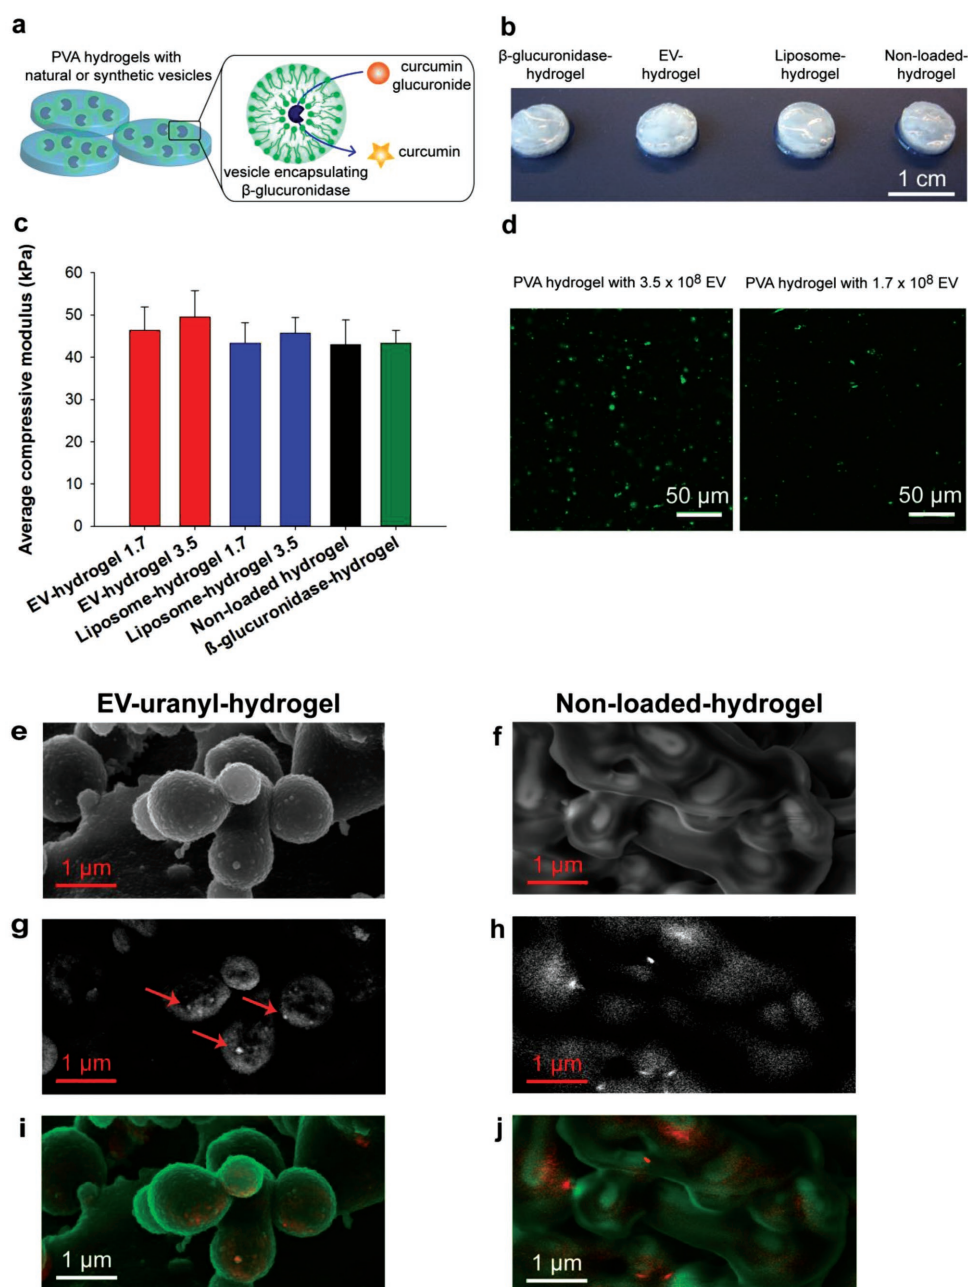 a
PVA hydrogels with
natural or synthetic vesicles
curcumin
glucuronide
curcumin
vesicle encapsulating
β-glucuronidase
b
β-glucuronidase-
hydrogel
EV-
hydrogel
Liposome-
hydrogel
Non-loaded-
hydrogel
1 cm
c
Average compressive modulus (kPa)
60
50
40
30
20
10
0
EV-hydrogel 1.7
EV-hydrogel 3.5
Liposome-hydrogel 1.7
Liposome-hydrogel 3.5
Non-loaded hydrogel
ß-glucuronidase-hydrogel
d
PVA hydrogel with 3.5 x 10⁸ EV
PVA hydrogel with 1.7 x 10⁸ EV
50 µm
50 µm
EV-uranyl-hydrogel
Non-loaded-hydrogel
e
1 µm
f
1 µm
g
1 µm
h
1 µm
i
1 µm
j
1 µm